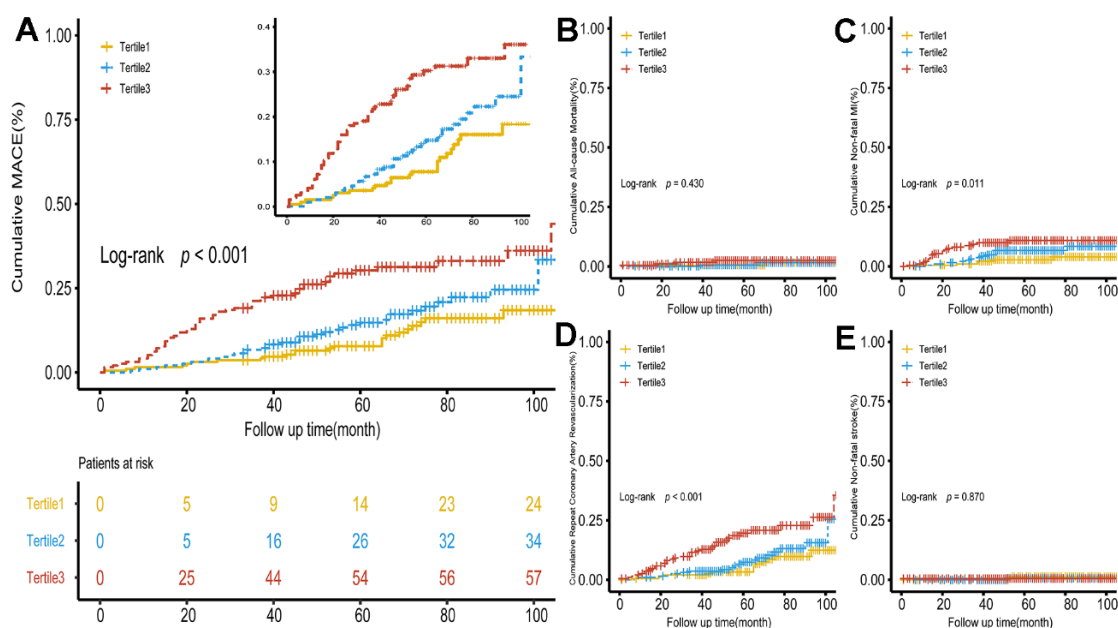 A
Cumulative MACE(%)
1.00
0.75
0.50
0.25
0.00
Tertile1
Tertile2
Tertile3
0.4
0.3
0.2
0.1
0.0
0 20 40 60 80 100
Log-rank p < 0.001
0 20 40 60 80 100
Follow up time(month)
Patients at risk
Tertile1 0 5 9 14 23 24
Tertile2 0 5 16 26 32 34
Tertile3 0 25 44 54 56 57
B
Cumulative All-cause Mortality(%)
1.00
0.75
0.50
0.25
0.00
Tertile1
Tertile2
Tertile3
Log-rank p = 0.430
0 20 40 60 80 100
Follow up time(month)
C
Cumulative Non-fatal MI(%)
1.00
0.75
0.50
0.25
0.00
Tertile1
Tertile2
Tertile3
Log-rank p = 0.011
0 20 40 60 80 100
Follow up time(month)
D
Cumulative Repeat Coronary Artery Revascularization(%)
1.00
0.75
0.50
0.25
0.00
Tertile1
Tertile2
Tertile3
Log-rank p < 0.001
0 20 40 60 80 100
Follow up time(month)
E
Cumulative Non-fatal stroke(%)
1.00
0.75
0.50
0.25
0.00
Tertile1
Tertile2
Tertile3
Log-rank p = 0.870
0 20 40 60 80 100
Follow up time(month)